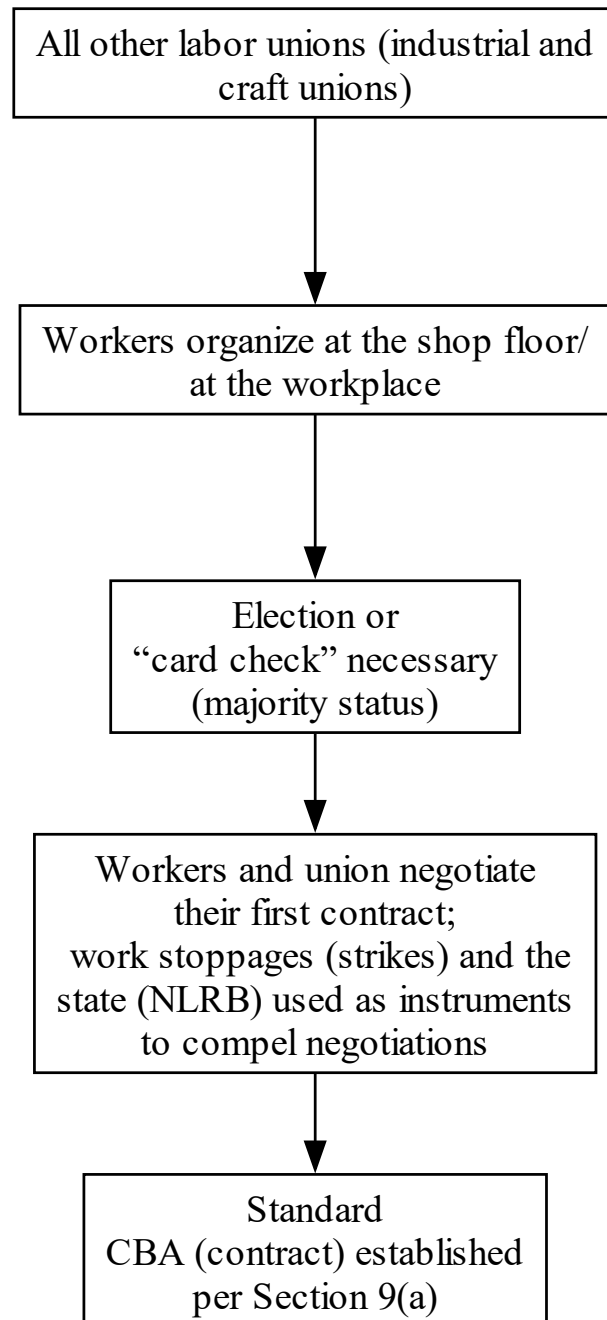 All other labor unions (industrial and
craft unions)
Workers organize at the shop floor/
at the workplace
Election or
“card check” necessary
(majority status)
Workers and union negotiate
their first contract;
work stoppages (strikes) and the
state (NLRB) used as instruments
to compel negotiations
Standard
CBA (contract) established
per Section 9(a)